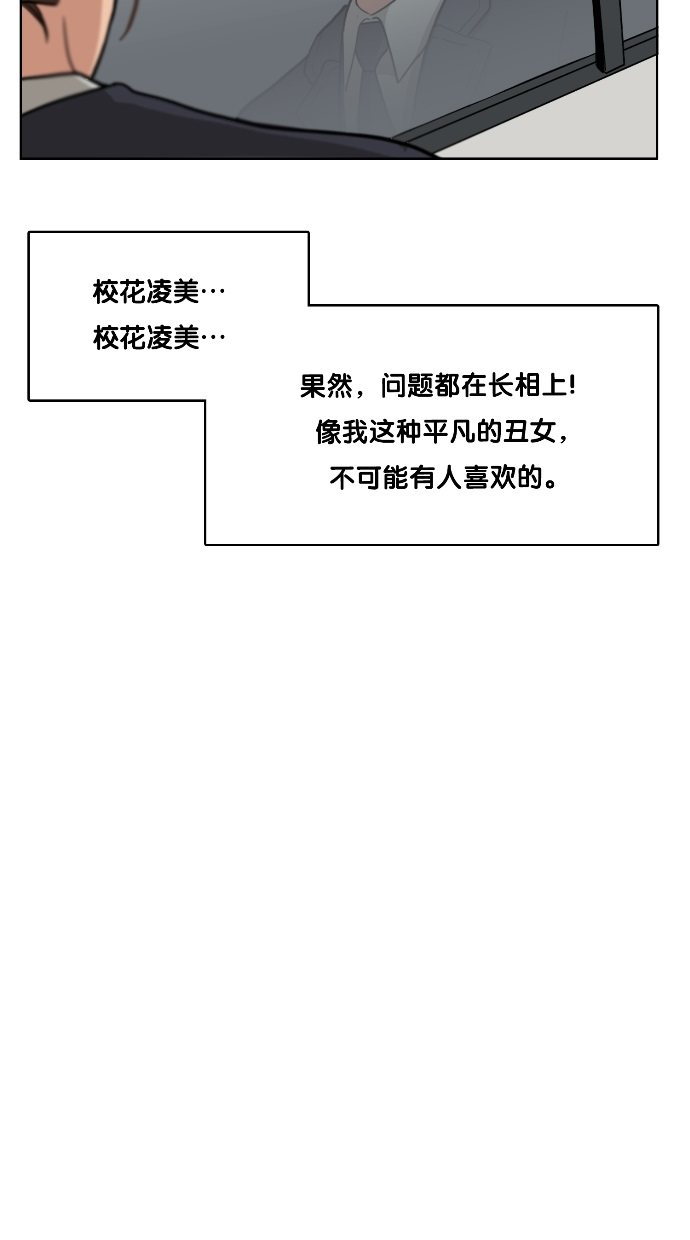 校花凌美…
校花凌美…
果然，问题都在长相上!
像我这种平凡的丑女，
不可能有人喜欢的。